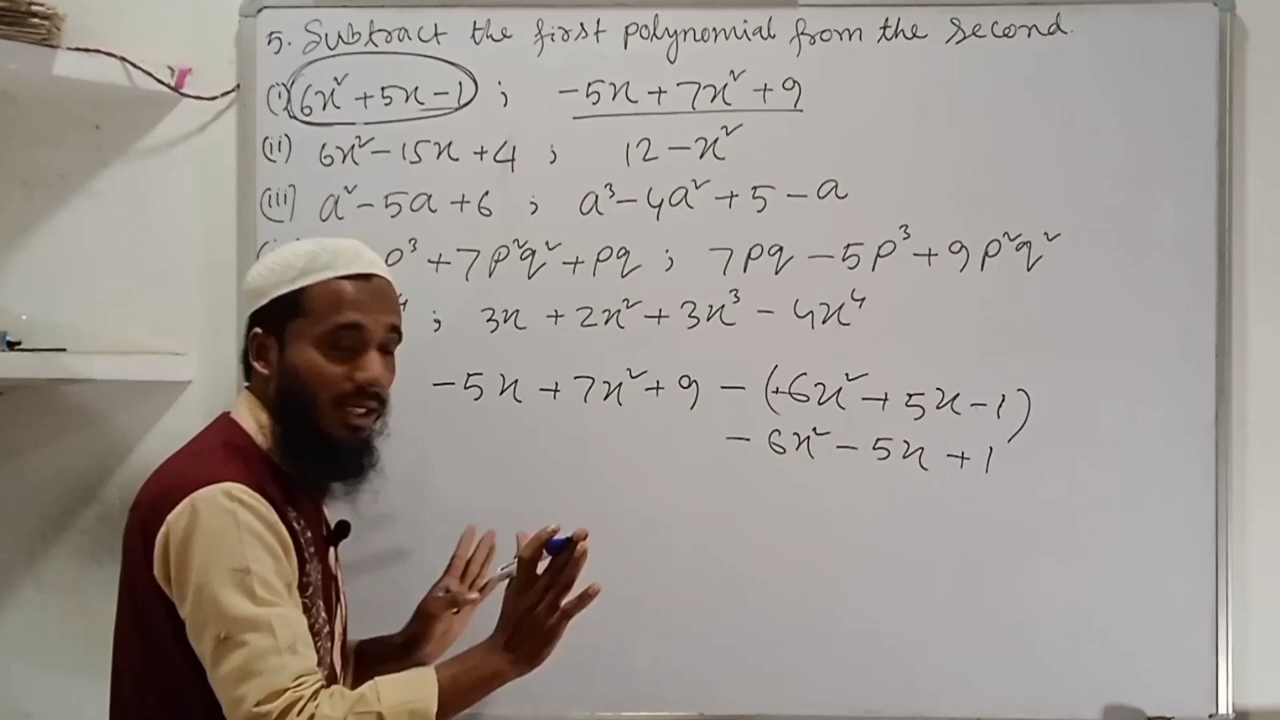 5. Subtract the first polynomial from the second.
(i) (6x² + 5x - 1) ; -5x + 7x² + 9
(ii) 6x² - 15x + 4 ; 12 - x²
(iii) a² - 5a + 6 ; a³ - 4a² + 5 - a
p³ + 7p²q² + pq ; 7pq - 5p³ + 9p²q²
; 3x + 2x² + 3x³ - 4x⁴
-5x + 7x² + 9 - (+6x² + 5x - 1)
- 6x² - 5x + 1